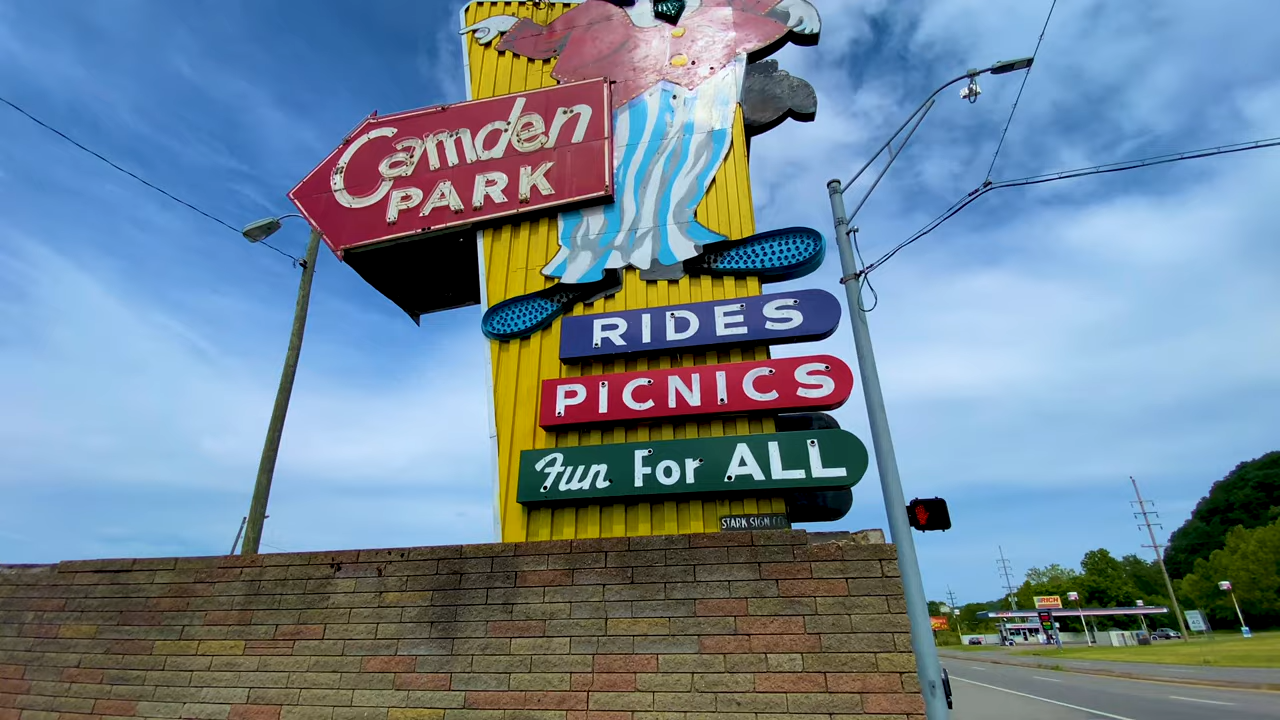 Camden
PARK
RIDES
PICNICS
Fun For ALL
STARK SIGN CO
RICH